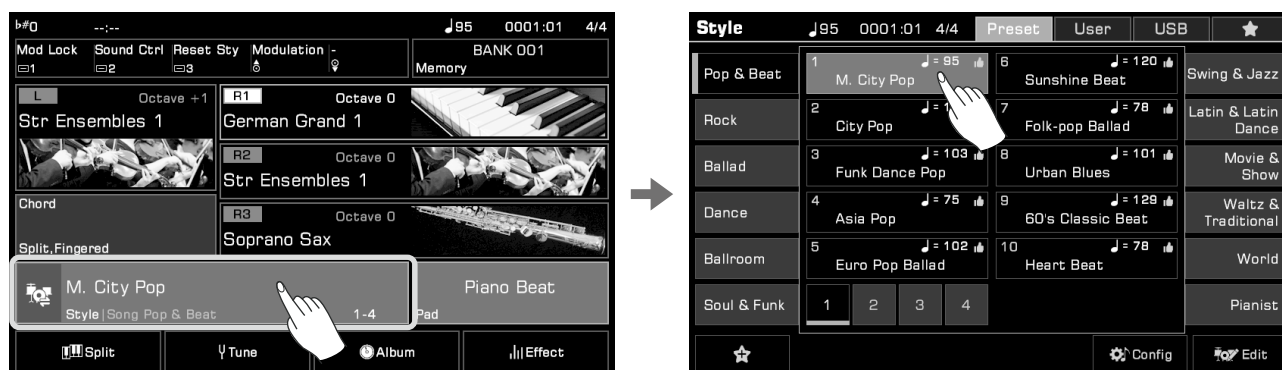 ♭#0 --:-- ♩95 0001:01 4/4
Mod Lock Sound Ctrl Reset Sty Modulation - BANK 001
1 2 3 Memory
L Octave +1
Str Ensembles 1
R1 Octave 0
German Grand 1
R2 Octave 0
Str Ensembles 1
Chord
Split,Fingered
R3 Octave 0
Soprano Sax
M. City Pop
Style|Song Pop & Beat 1-4
Piano Beat
Pad
Split Tune Album Effect
Style ♩95 0001:01 4/4 Preset User USB
Pop & Beat
Rock
Ballad
Dance
Ballroom
Soul & Funk
1 ♩= 95
M. City Pop
2 ♩= 1
City Pop
3 ♩= 103
Funk Dance Pop
4 ♩= 75
Asia Pop
5 ♩= 102
Euro Pop Ballad
6 ♩= 120
Sunshine Beat
7 ♩= 78
Folk-pop Ballad
8 ♩= 101
Urban Blues
9 ♩= 129
60's Classic Beat
10 ♩= 78
Heart Beat
1 2 3 4
Swing & Jazz
Latin & Latin
Dance
Movie &
Show
Waltz &
Traditional
World
Pianist
Config Edit